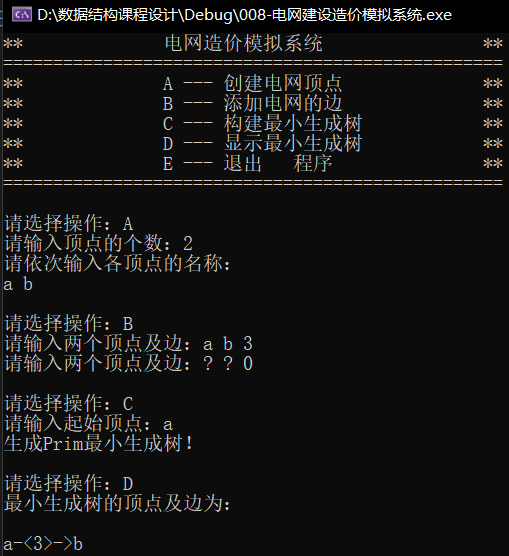 D:\数据结构课程设计\Debug\008-电网建设造价模拟系统.exe
** 电网造价模拟系统 **
==================================================
** A --- 创建电网顶点 **
** B --- 添加电网的边 **
** C --- 构建最小生成树 **
** D --- 显示最小生成树 **
** E --- 退出 程序 **
==================================================
请选择操作：A
请输入顶点的个数：2
请依次输入各顶点的名称：
a b
请选择操作：B
请输入两个顶点及边：a b 3
请输入两个顶点及边：? ? 0
请选择操作：C
请输入起始顶点：a
生成Prim最小生成树！
请选择操作：D
最小生成树的顶点及边为：
a-<3>->b